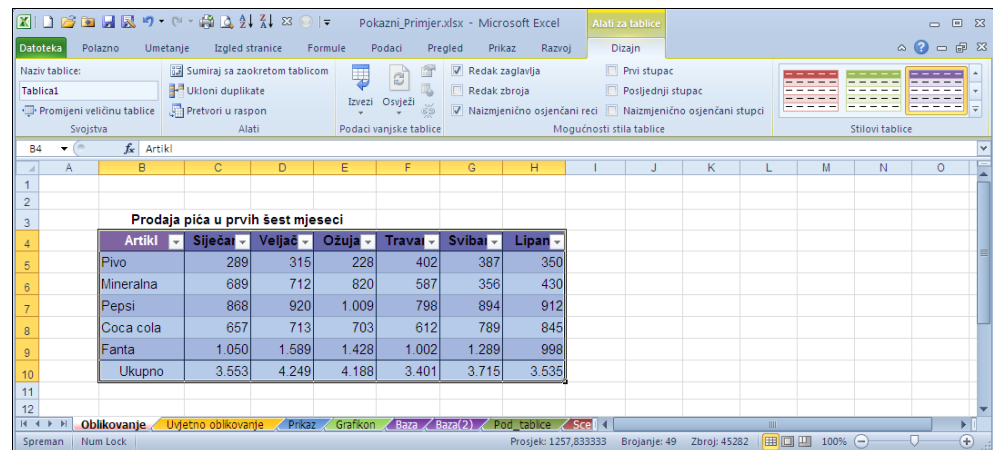 Pokazni_Primjer.xlsx - Microsoft Excel Alati za tablice
Datoteka Polazno Umetanje Izgled stranice Formule Podaci Pregled Prikaz Razvoj Dizajn
Naziv tablice: Sumiraj sa zaokretom tablicom Redak zaglavlja Prvi stupac
Tablica1 Ukloni duplikate Izvezi Osvježi Redak zbroja Posljednji stupac
Promijeni veličinu tablice Pretvori u raspon Naizmjenično osjenčani reci Naizmjenično osjenčani stupci
Svojstva Alati Podaci vanjske tablice Mogućnosti stila tablice Stilovi tablice
B4 fx Artikl
A B C D E F G H I J K L M N O
1
2
3 Prodaja pića u prvih šest mjeseci
4 Artikl Siječar Veljač Ožuja Travar Svibar Lipan
5 Pivo 289 315 228 402 387 350
6 Mineralna 689 712 820 587 356 430
7 Pepsi 868 920 1.009 798 894 912
8 Coca cola 657 713 703 612 789 845
9 Fanta 1.050 1.589 1.428 1.002 1.289 998
10 Ukupno 3.553 4.249 4.188 3.401 3.715 3.535
11
12
Oblikovanje Uvjetno oblikovanje Prikaz Grafikon Baza Baza(2) Pod_tablice Sce
Spreman Num Lock Prosjek: 1257,833333 Brojanje: 49 Zbroj: 45282 100%